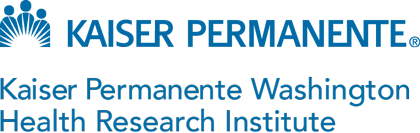 KAISER PERMANENTE®
Kaiser Permanente Washington
Health Research Institute